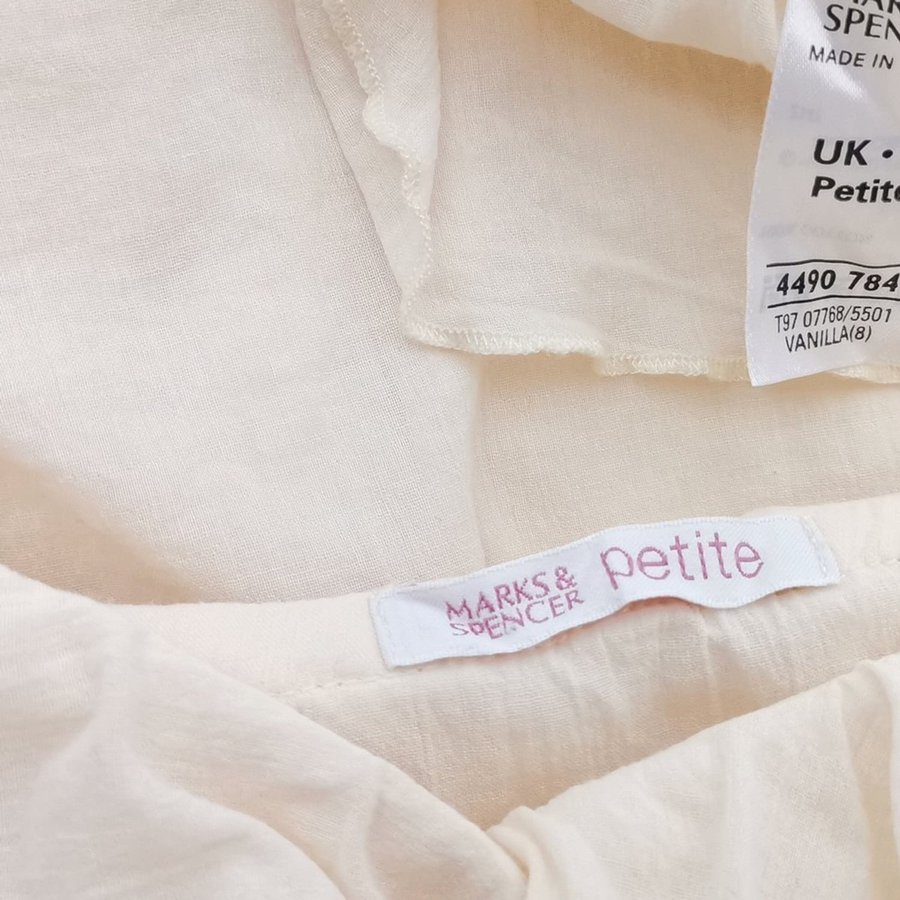 SPEN
MADE IN
UK •
Petite
4490 784
T97 07768/5501
VANILLA(8)
MARKS &
SPENCER
petite